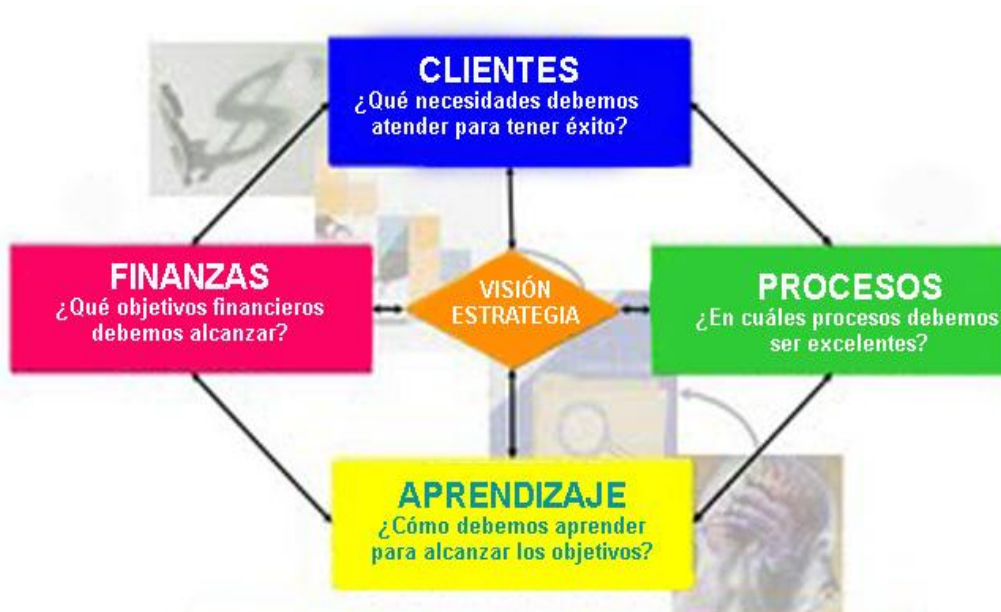 CLIENTES
¿Qué necesidades debemos
atender para tener éxito?
FINANZAS
¿Qué objetivos financieros
debemos alcanzar?
VISIÓN
ESTRATEGIA
PROCESOS
¿En cuáles procesos debemos
ser excelentes?
APRENDIZAJE
¿Cómo debemos aprender
para alcanzar los objetivos?